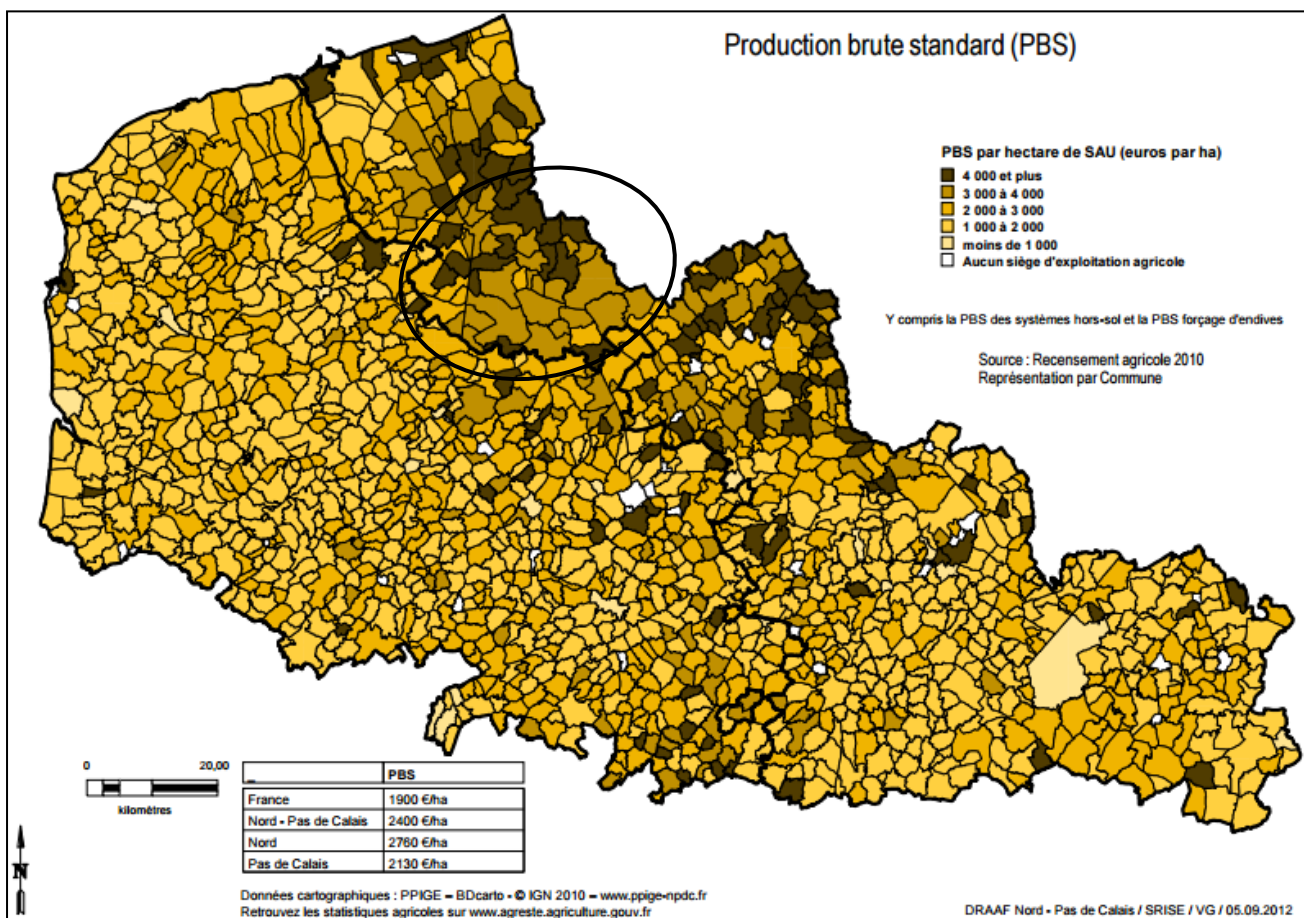 Production brute standard (PBS)
PBS par hectare de SAU (euros par ha)
4 000 et plus
3 000 à 4 000
2 000 à 3 000
1 000 à 2 000
moins de 1 000
Aucun siège d'exploitation agricole
Y compris la PBS des systèmes hors-sol et la PBS forçage d'endives
Source : Recensement agricole 2010
Représentation par Commune
0 20,00
kilomètres
N
_ PBS
France 1900 €/ha
Nord - Pas de Calais 2400 €/ha
Nord 2760 €/ha
Pas de Calais 2130 €/ha
Données cartographiques : PPIGE – BDcarto - © IGN 2010 – www.ppige-npdc.fr
Retrouvez les statistiques agricoles sur www.agreste.agriculture.gouv.fr
DRAAF Nord - Pas de Calais / SRISE / VG / 05.09.2012